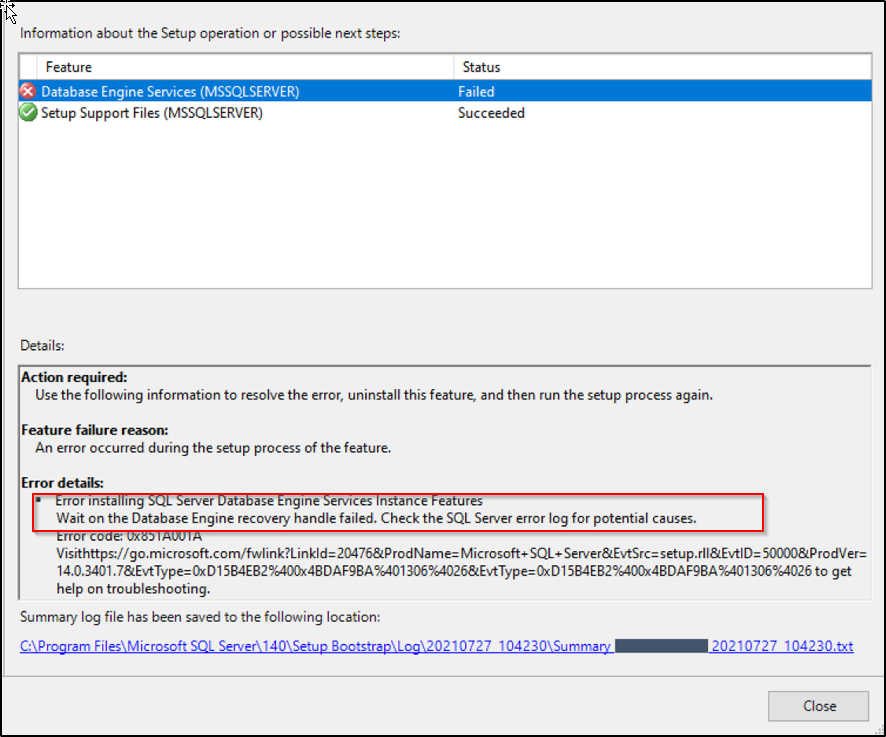 Information about the Setup operation or possible next steps:
Feature Status
Database Engine Services (MSSQLSERVER) Failed
Setup Support Files (MSSQLSERVER) Succeeded
Details:
Action required:
Use the following information to resolve the error, uninstall this feature, and then run the setup process again.
Feature failure reason:
An error occurred during the setup process of the feature.
Error details:
Error installing SQL Server Database Engine Services Instance Features
Wait on the Database Engine recovery handle failed. Check the SQL Server error log for potential causes.
Error code: 0x851A001A
Visithttps://go.microsoft.com/fwlink?LinkId=20476&ProdName=Microsoft+SQL+Server&EvtSrc=setup.rll&EvtID=50000&ProdVer=
14.0.3401.7&EvtType=0xD15B4EB2%400x4BDAF9BA%401306%4026&EvtType=0xD15B4EB2%400x4BDAF9BA%401306%4026 to get
help on troubleshooting.
Summary log file has been saved to the following location:
C:\Program Files\Microsoft SQL Server\140\Setup Bootstrap\Log\20210727_104230\Summary_ _20210727_104230.txt
Close